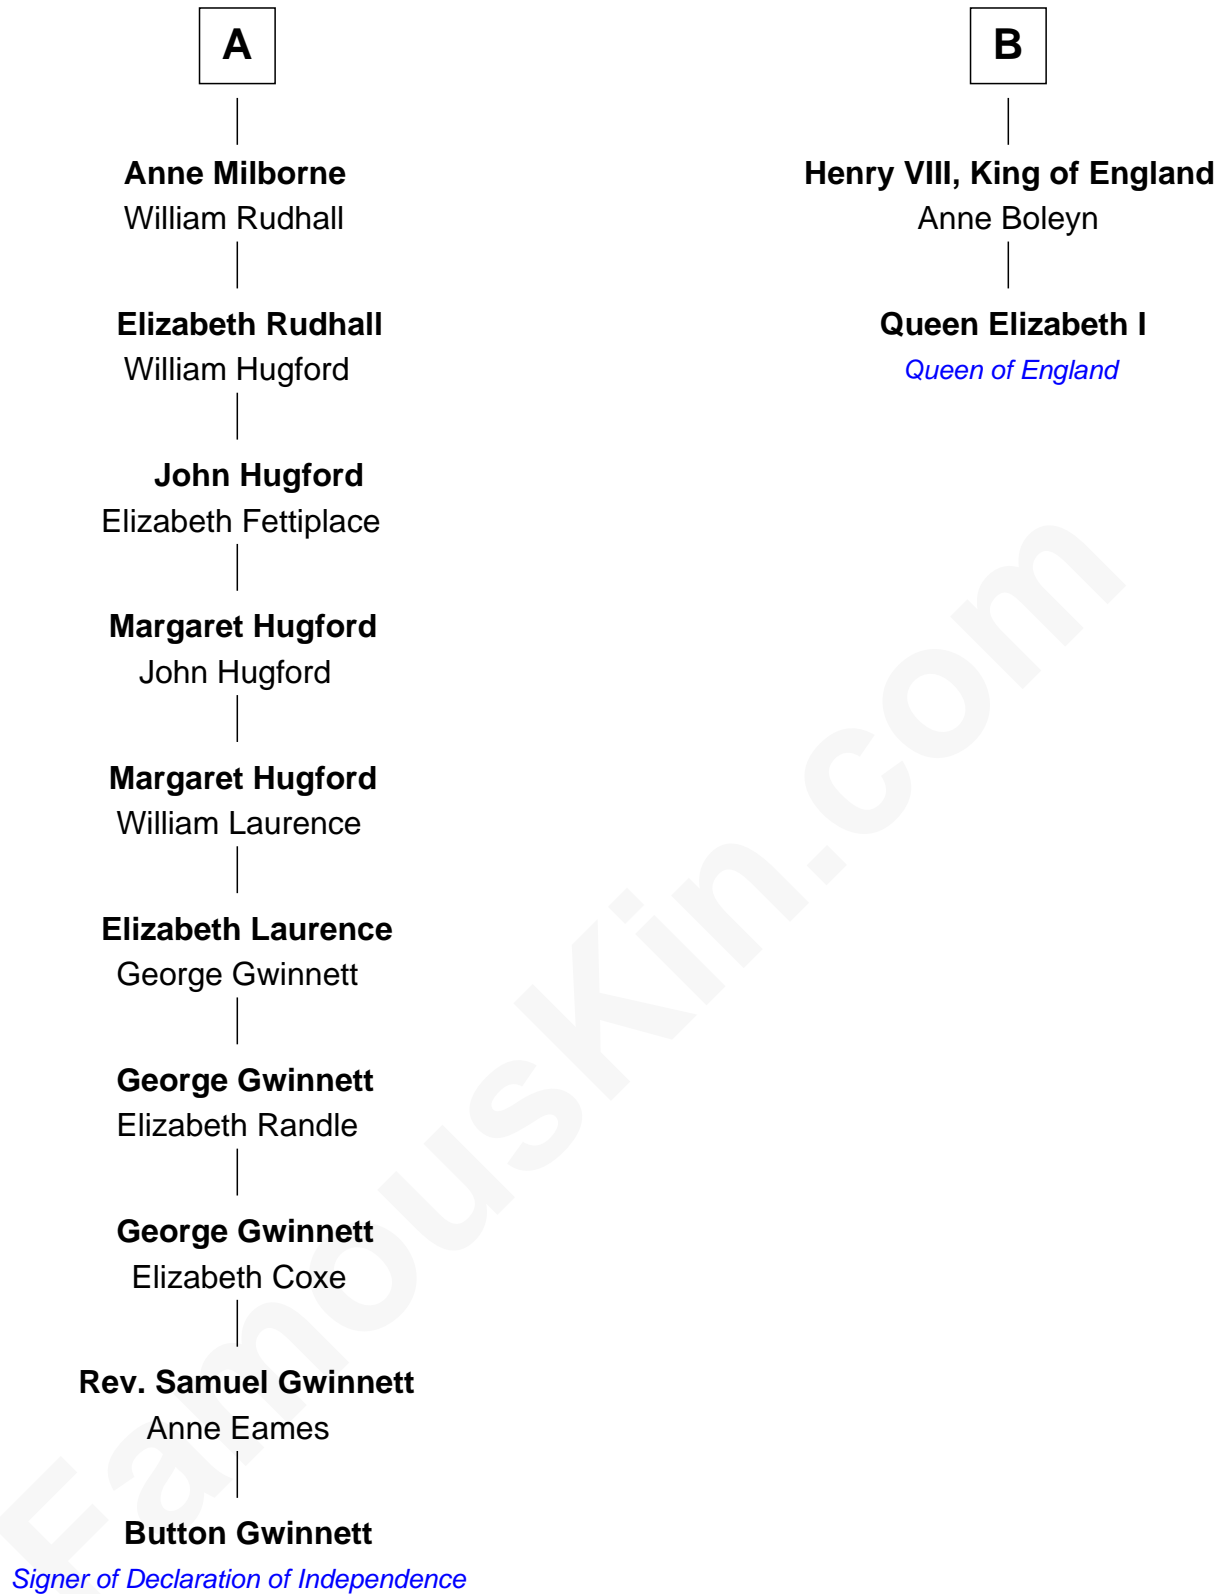 A
Anne Milborne
William Rudhall
Elizabeth Rudhall
William Hugford
John Hugford
Elizabeth Fettiplace
Margaret Hugford
John Hugford
Margaret Hugford
William Laurence
Elizabeth Laurence
George Gwinnett
George Gwinnett
Elizabeth Randle
George Gwinnett
Elizabeth Coxe
Rev. Samuel Gwinnett
Anne Eames
Button Gwinnett
Signer of Declaration of Independence
B
Henry VIII, King of England
Anne Boleyn
Queen Elizabeth I
Queen of England
FamousKin.com